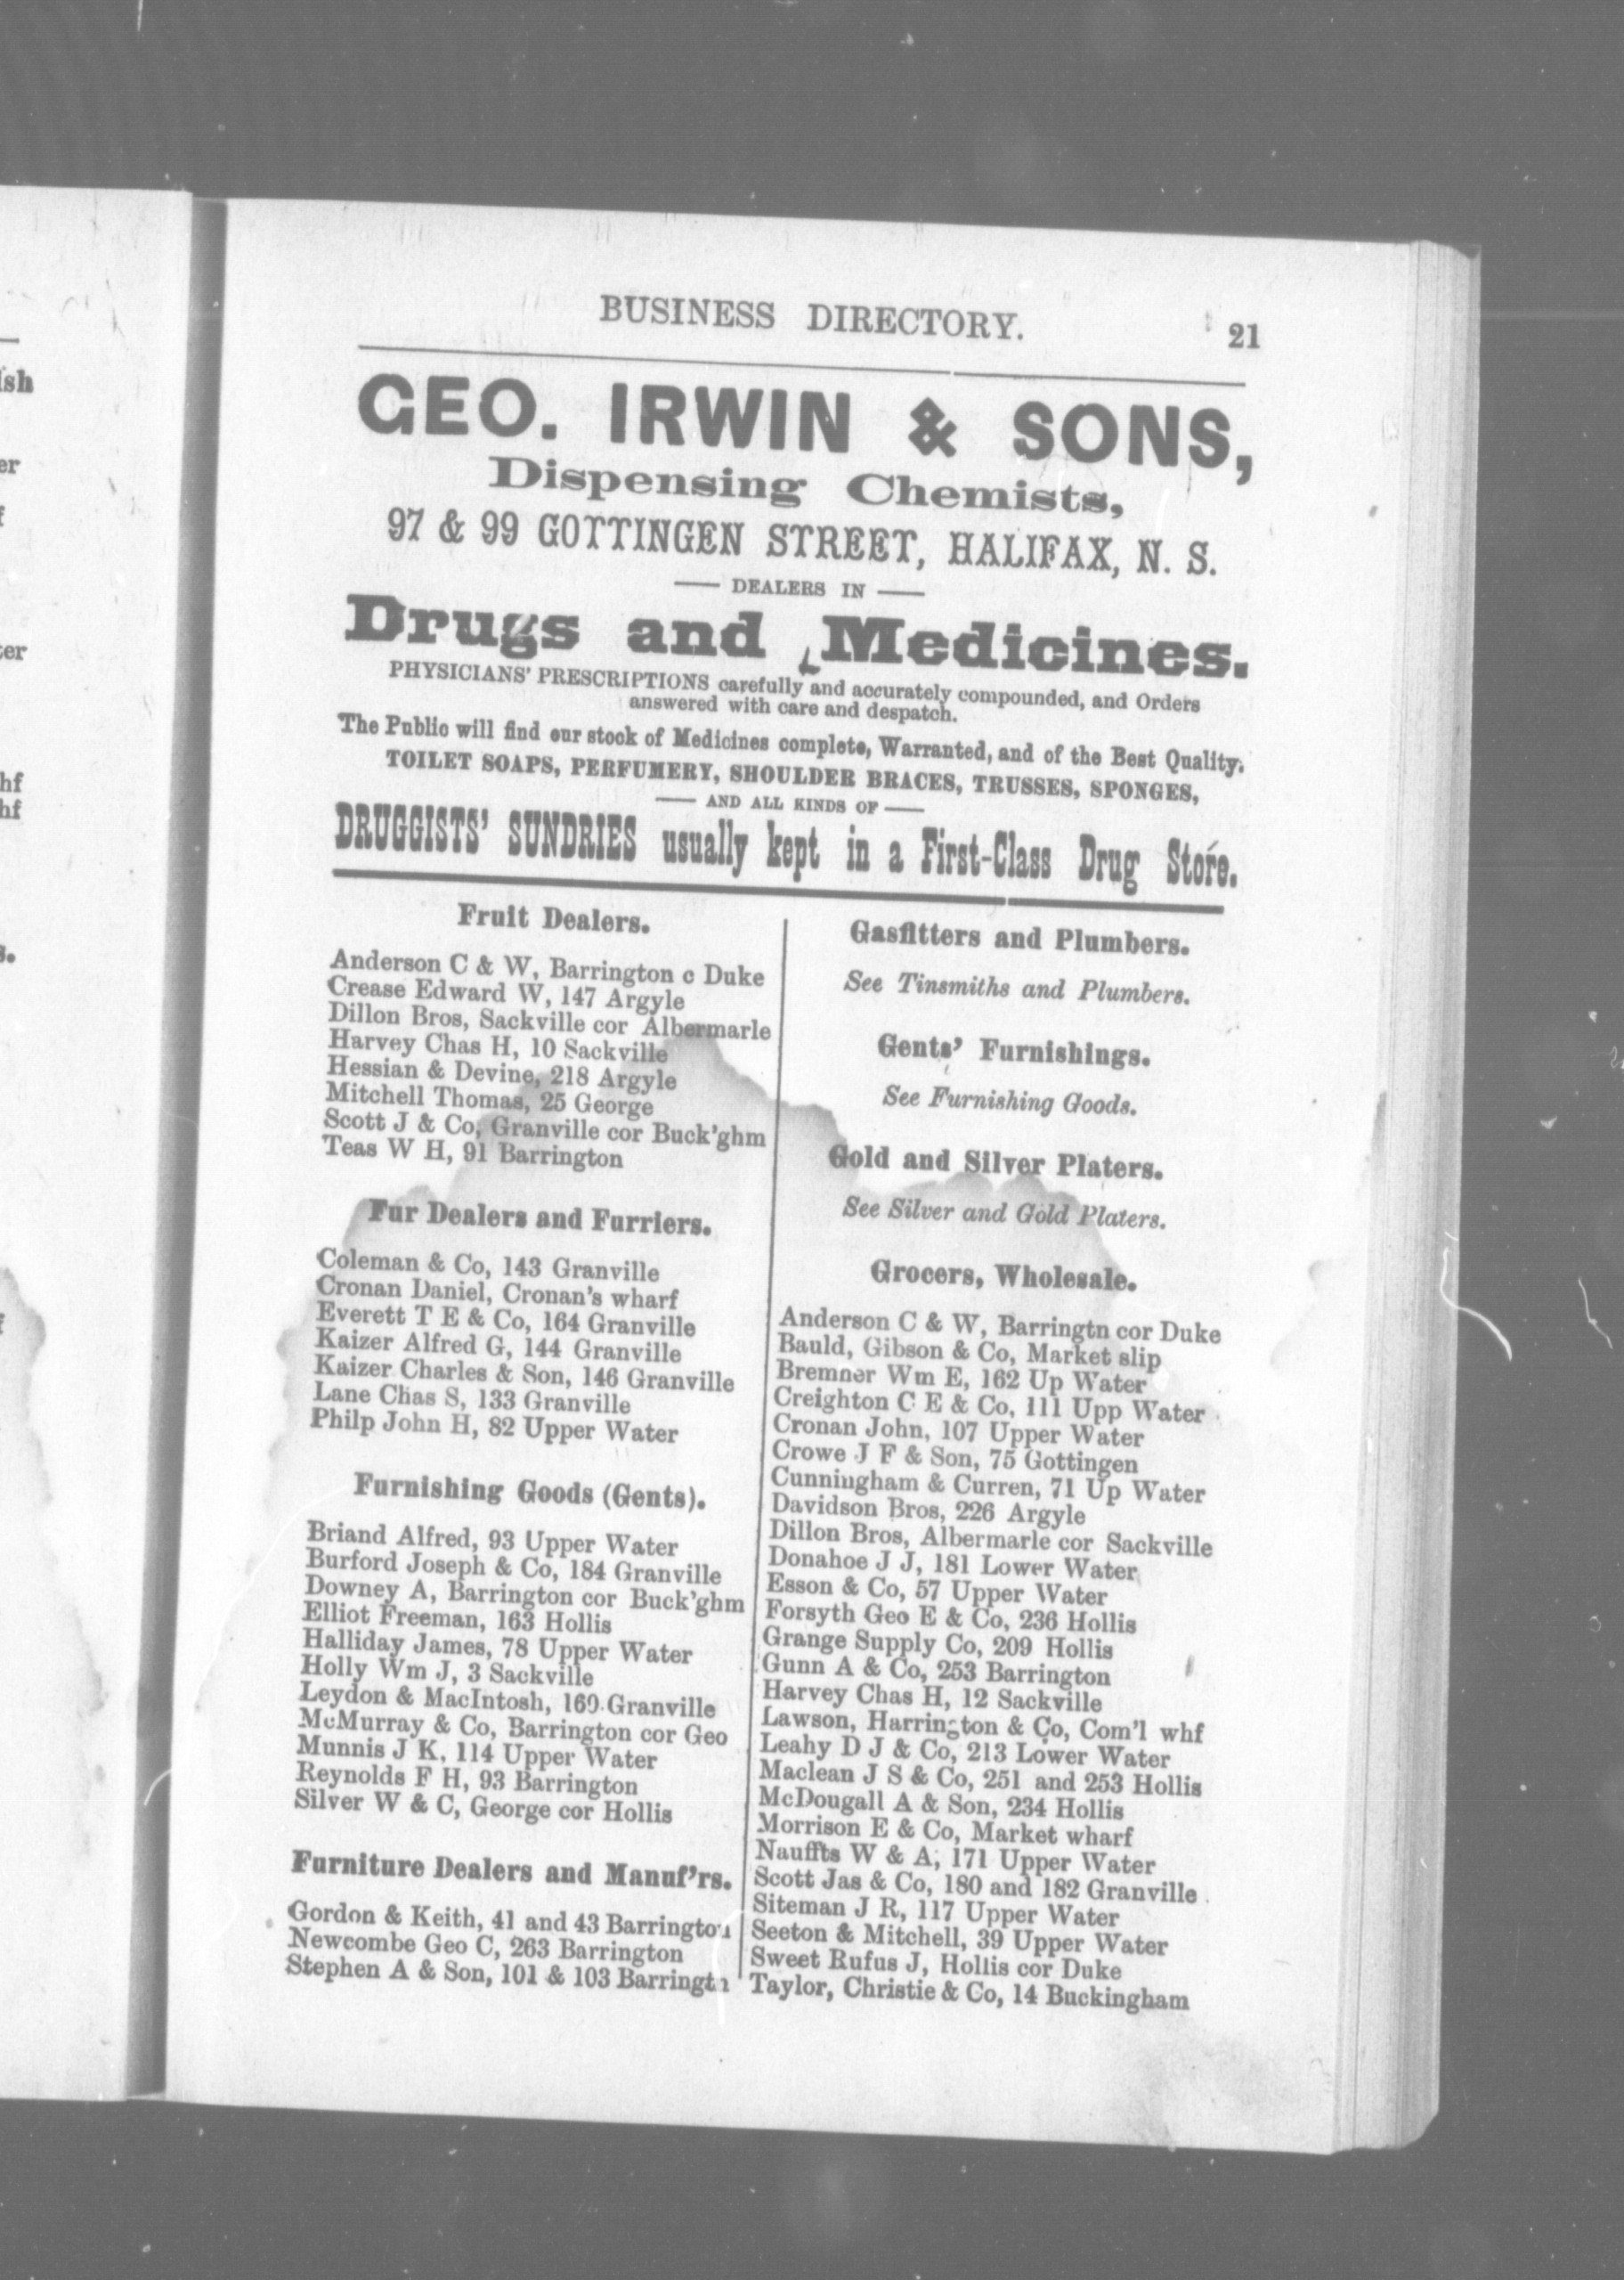 BUSINESS DIRECTORY. 21
GEO. IRWIN & SONS,
Dispensing Chemists,
97 & 99 GOTTINGEN STREET, HALIFAX, N. S.
— DEALERS IN —
Drugs and Medicines.
PHYSICIANS' PRESCRIPTIONS carefully and accurately compounded, and Orders
answered with care and despatch.
The Public will find our stock of Medicines complete, Warranted, and of the Best Quality.
TOILET SOAPS, PERFUMERY, SHOULDER BRACES, TRUSSES, SPONGES,
— AND ALL KINDS OF —
DRUGGISTS' SUNDRIES usually kept in a First-Class Drug Store.
Fruit Dealers.
Anderson C & W, Barrington c Duke
Crease Edward W, 147 Argyle
Dillon Bros, Sackville cor Albermarle
Harvey Chas H, 10 Sackville
Hessian & Devine, 218 Argyle
Mitchell Thomas, 25 George
Scott J & Co, Granville cor Buck'ghm
Teas W H, 91 Barrington
Fur Dealers and Furriers.
Coleman & Co, 143 Granville
Cronan Daniel, Cronan's wharf
Everett T E & Co, 164 Granville
Kaizer Alfred G, 144 Granville
Kaizer Charles & Son, 146 Granville
Lane Chas S, 133 Granville
Philp John H, 82 Upper Water
Furnishing Goods (Gents).
Briand Alfred, 93 Upper Water
Burford Joseph & Co, 184 Granville
Downey A, Barrington cor Buck'ghm
Elliot Freeman, 163 Hollis
Halliday James, 78 Upper Water
Holly Wm J, 3 Sackville
Leydon & MacIntosh, 169 Granville
McMurray & Co, Barrington cor Geo
Munnis J K, 114 Upper Water
Reynolds F H, 93 Barrington
Silver W & C, George cor Hollis
Furniture Dealers and Manuf'rs.
Gordon & Keith, 41 and 43 Barrington
Newcombe Geo C, 263 Barrington
Stephen A & Son, 101 & 103 Barringtn
Gasfitters and Plumbers.
See Tinsmiths and Plumbers.
Gents' Furnishings.
See Furnishing Goods.
Gold and Silver Platers.
See Silver and Gold Platers.
Grocers, Wholesale.
Anderson C & W, Barringtn cor Duke
Bauld, Gibson & Co, Market slip
Bremner Wm E, 162 Up Water
Creighton C E & Co, 111 Upp Water
Cronan John, 107 Upper Water
Crowe J F & Son, 75 Gottingen
Cunningham & Curren, 71 Up Water
Davidson Bros, 226 Argyle
Dillon Bros, Albermarle cor Sackville
Donahoe J J, 181 Lower Water
Esson & Co, 57 Upper Water
Forsyth Geo E & Co, 236 Hollis
Grange Supply Co, 209 Hollis
Gunn A & Co, 253 Barrington
Harvey Chas H, 12 Sackville
Lawson, Harrington & Co, Com'l whf
Leahy D J & Co, 213 Lower Water
Maclean J S & Co, 251 and 253 Hollis
McDougall A & Son, 234 Hollis
Morrison E & Co, Market wharf
Nauffts W & A, 171 Upper Water
Scott Jas & Co, 180 and 182 Granville
Siteman J R, 117 Upper Water
Seeton & Mitchell, 39 Upper Water
Sweet Rufus J, Hollis cor Duke
Taylor, Christie & Co, 14 Buckingham